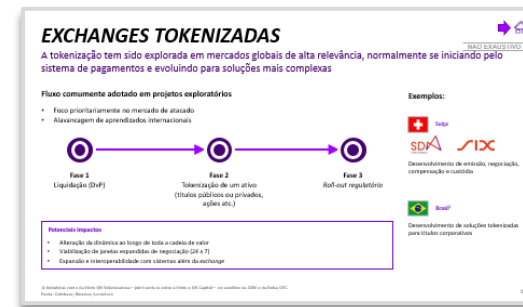 EXCHANGES TOKENIZADAS
NÃO EXAUSTIVO
A tokenização tem sido explorada em mercados globais de alta relevância, normalmente se iniciando pelo
sistema de pagamentos e evoluindo para soluções mais complexas
Fluxo comumente adotado em projetos exploratórios
Foco prioritariamente no mercado de atacado
Alavancagem de aprendizados internacionais
Fase 1
Liquidação (DvP)
Fase 2
Tokenização de um ativo
(títulos públicos ou privados,
ações etc.)
Fase 3
Roll-out regulatório
Potenciais impactos
Alteração da dinâmica ao longo de toda a cadeia de valor
Viabilização de janelas expandidas de negociação (24 x 7)
Expansão e interoperabilidade com sistemas além da exchange
Exemplos:
Suíça
SDA
SIX
Desenvolvimento de emissão, negociação,
compensação e custódia
Brasil¹
Desenvolvimento de soluções tokenizadas
para títulos corporativos